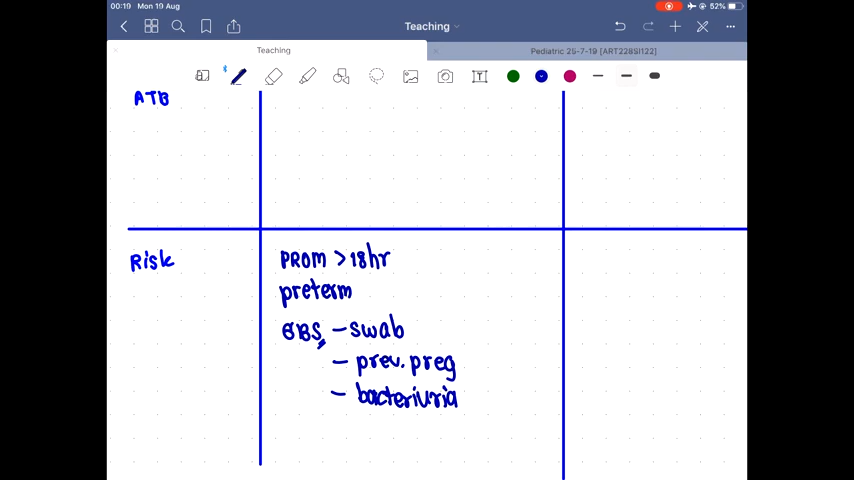 00:19 Mon 19 Aug
52%
Teaching
Teaching
Pediatric 25-7-19 [ART228SI122]
ATB
Risk
PROM >18hr
preterm
GBS - swab
- prev. preg
- bacteriuria